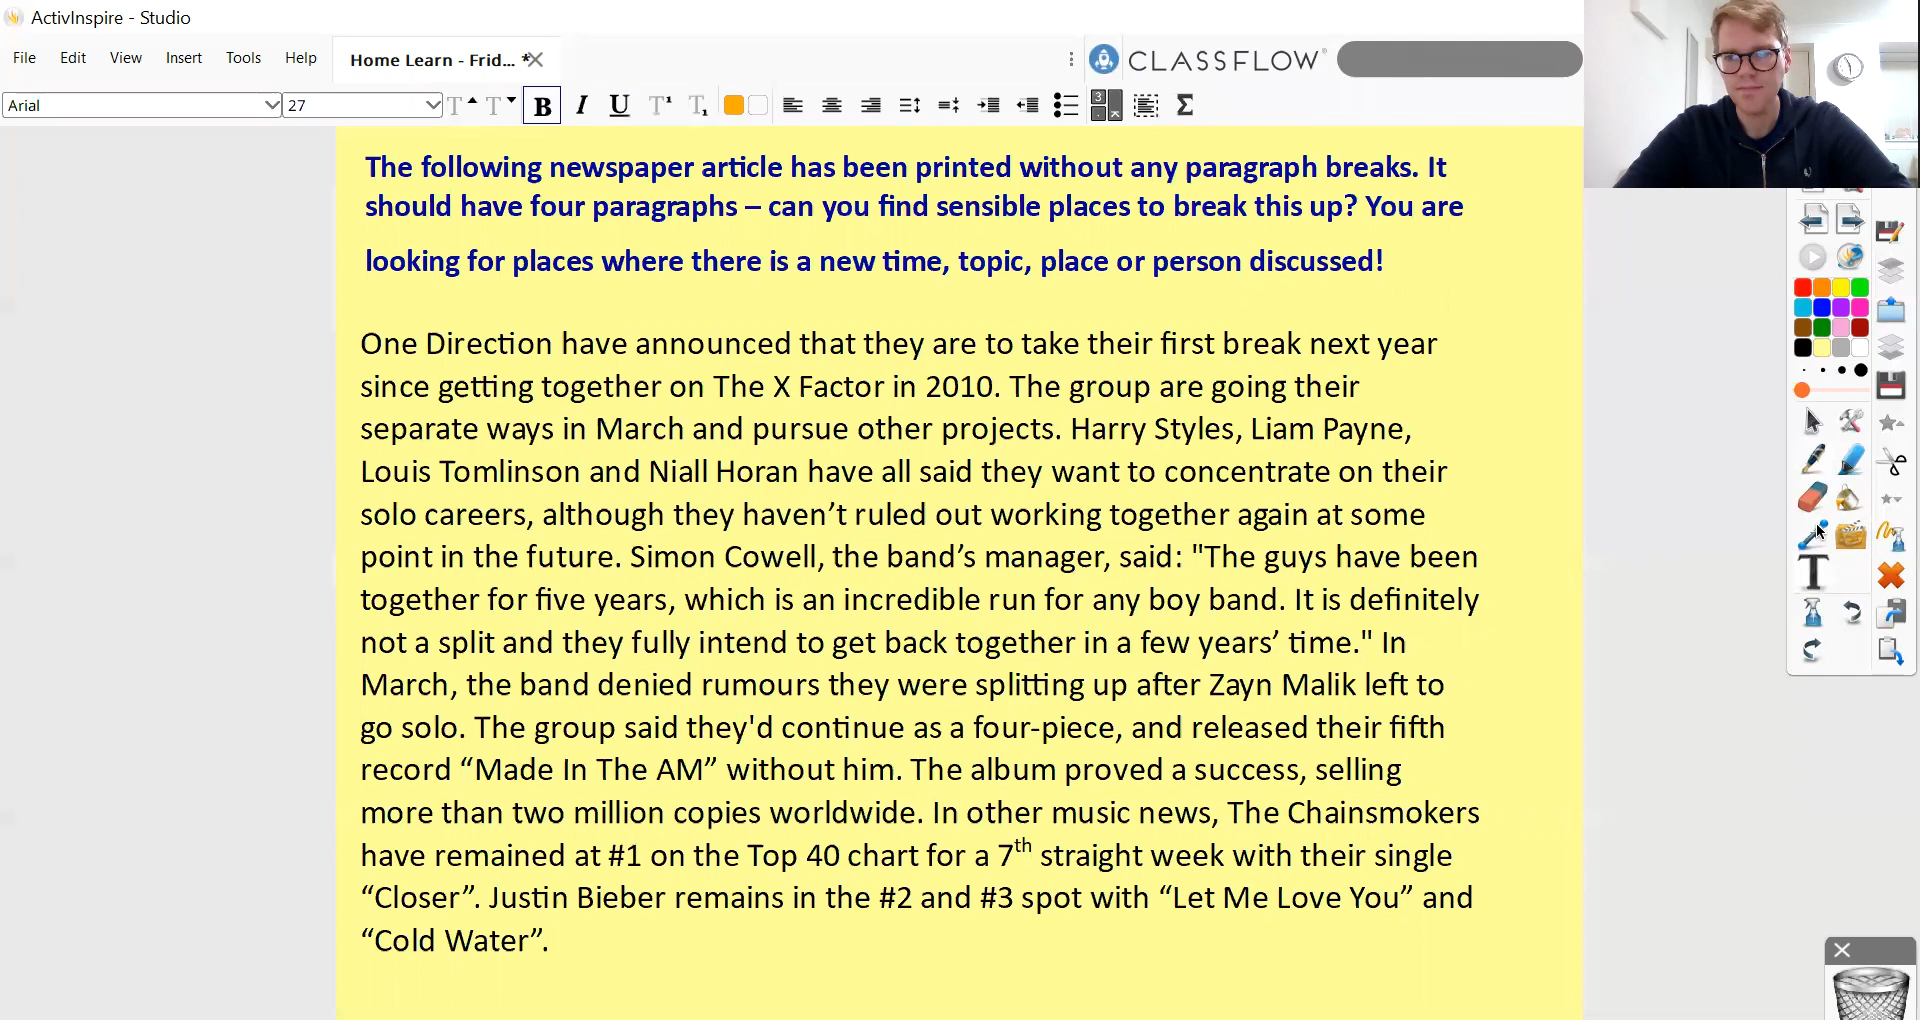 ActivInspire - Studio
File Edit View Insert Tools Help Home Learn - Frid... * CLASSFLOW
Arial 27 B I U
The following newspaper article has been printed without any paragraph breaks. It
should have four paragraphs – can you find sensible places to break this up? You are
looking for places where there is a new time, topic, place or person discussed!
One Direction have announced that they are to take their first break next year
since getting together on The X Factor in 2010. The group are going their
separate ways in March and pursue other projects. Harry Styles, Liam Payne,
Louis Tomlinson and Niall Horan have all said they want to concentrate on their
solo careers, although they haven’t ruled out working together again at some
point in the future. Simon Cowell, the band’s manager, said: "The guys have been
together for five years, which is an incredible run for any boy band. It is definitely
not a split and they fully intend to get back together in a few years’ time." In
March, the band denied rumours they were splitting up after Zayn Malik left to
go solo. The group said they'd continue as a four-piece, and released their fifth
record “Made In The AM” without him. The album proved a success, selling
more than two million copies worldwide. In other music news, The Chainsmokers
have remained at #1 on the Top 40 chart for a 7th straight week with their single
“Closer”. Justin Bieber remains in the #2 and #3 spot with “Let Me Love You” and
“Cold Water”.